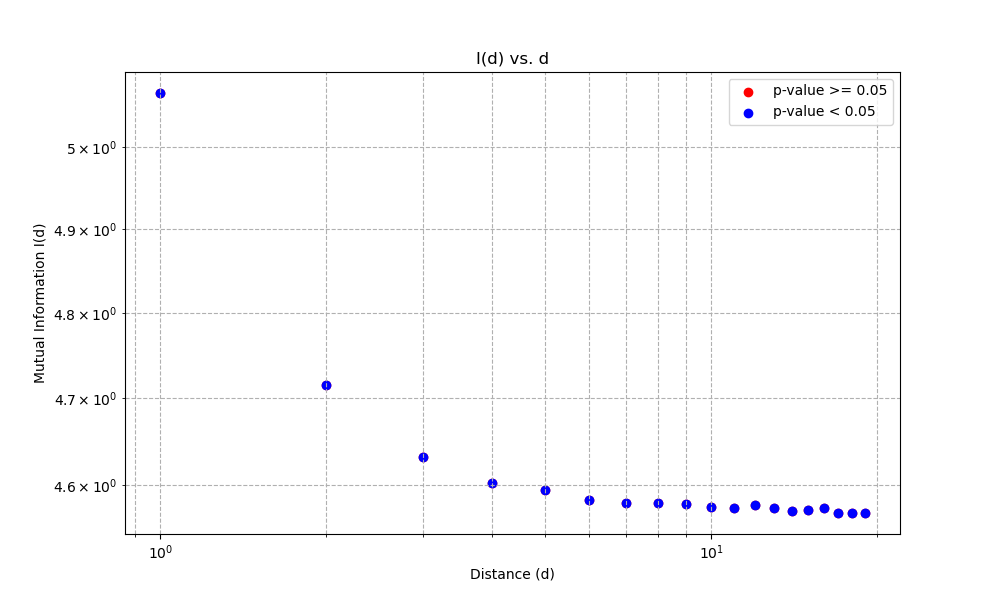 I(d) vs. d
p-value >= 0.05
p-value < 0.05
Mutual Information I(d)
5 × 10⁰
4.9 × 10⁰
4.8 × 10⁰
4.7 × 10⁰
4.6 × 10⁰
10⁰
10¹
Distance (d)